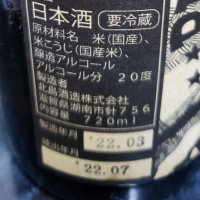 日本酒 要冷蔵
原材料名 米(国産)、
米こうじ(国産米)、
醸造アルコール
アルコール分 20度
製造者
北島酒造株式会社
滋賀県湖南市針756
内容量 720ml
製造年月 '22.03
'22.07